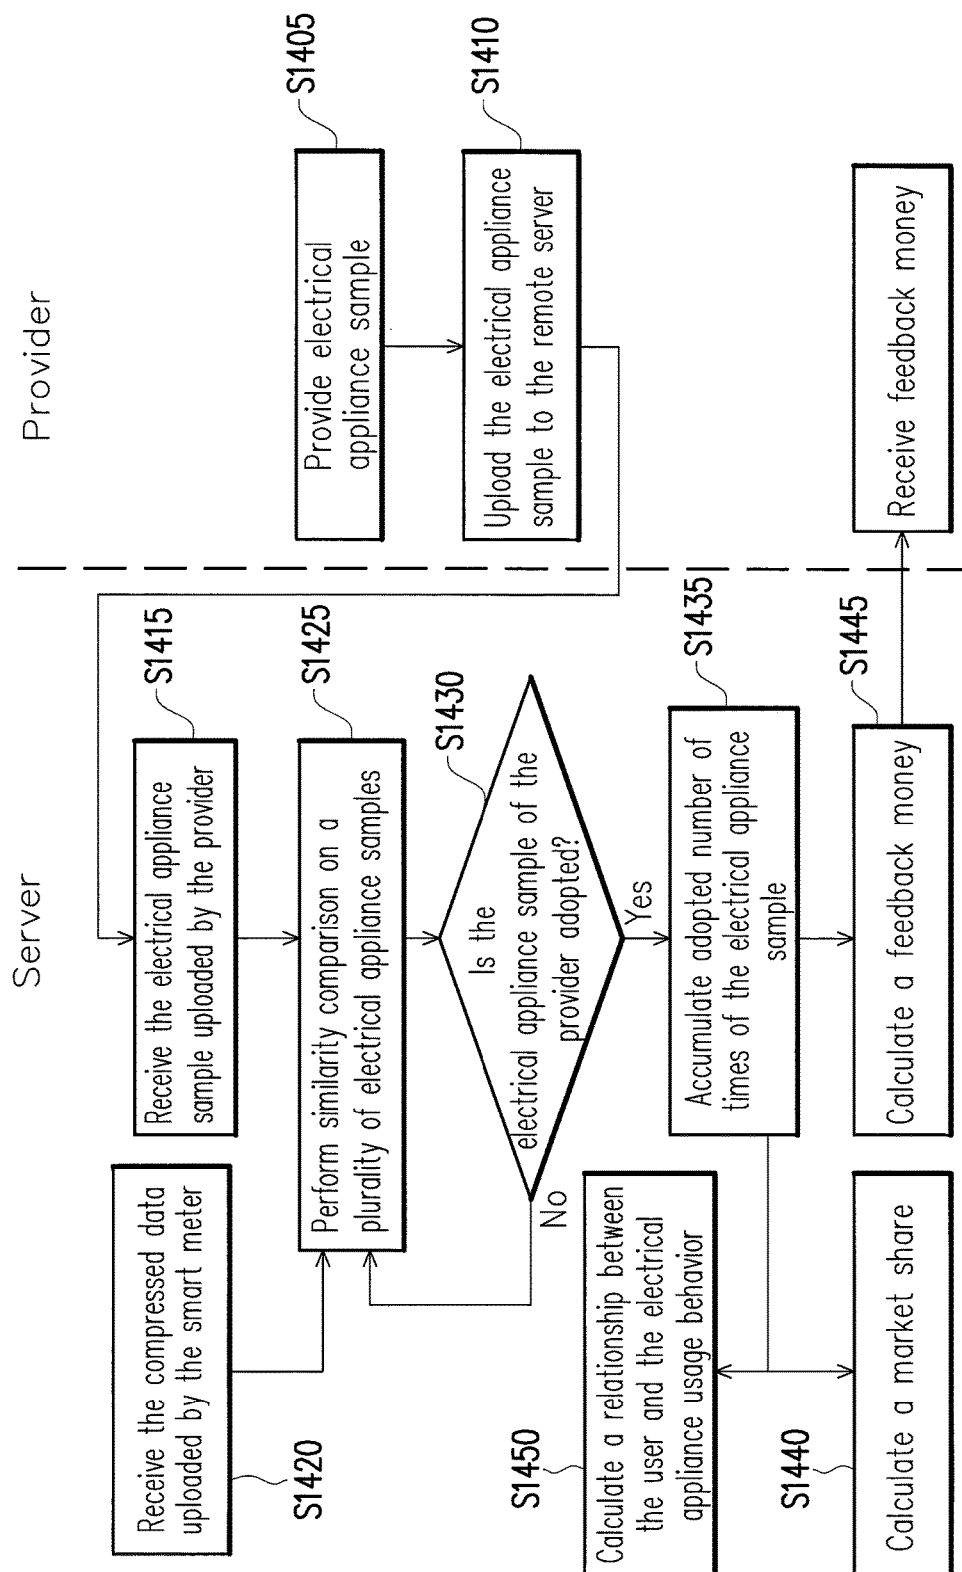 Server
Provider
Provide electrical
appliance sample
S1405
Upload the electrical appliance
sample to the remote server
S1410
Receive the electrical appliance
sample uploaded by the provider
S1415
Receive the compressed data
uploaded by the smart meter
S1420
Perform similarity comparison on a
plurality of electrical appliance samples
S1425
Is the
electrical appliance sample of the
provider adopted?
S1430
No
Yes
Accumulate adopted number of
times of the electrical appliance
sample
S1435
Calculate a relationship between
the user and the electrical
appliance usage behavior
S1450
Calculate a market share
S1440
Calculate a feedback money
S1445
Receive feedback money